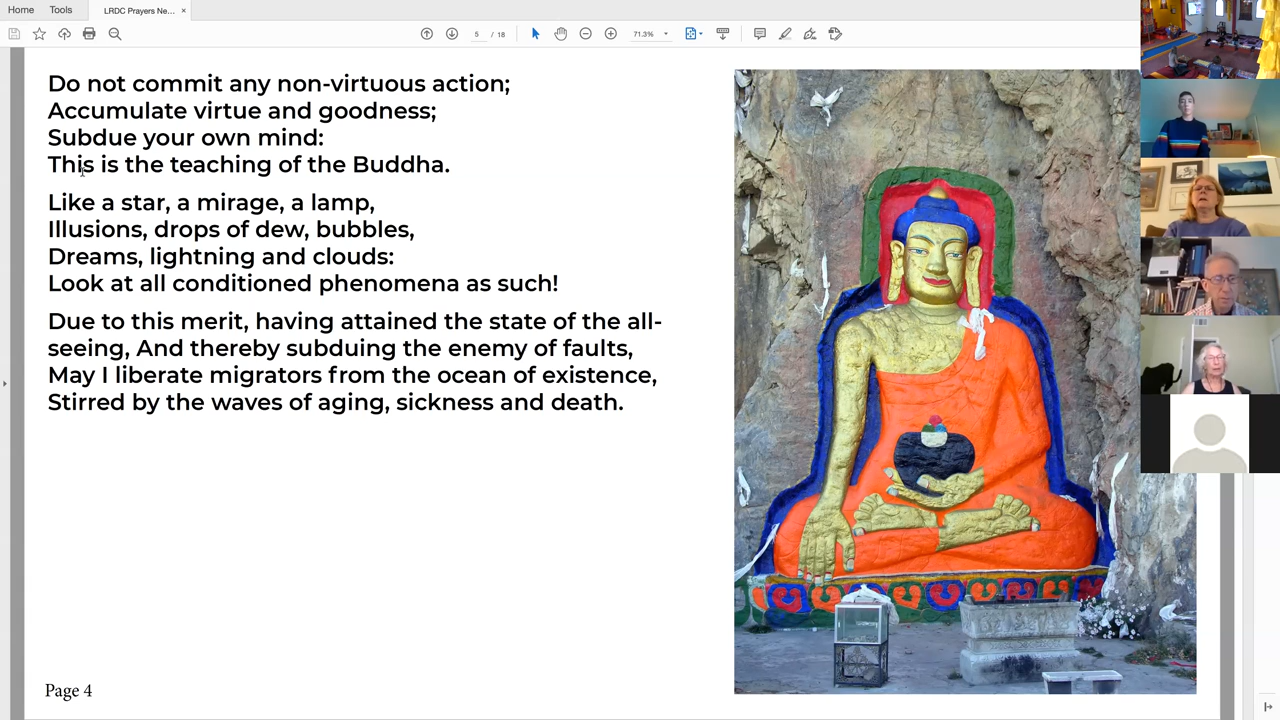 Home
Tools
LRDC Prayers Ne...
×
5 / 18
71.3%
Do not commit any non-virtuous action;
Accumulate virtue and goodness;
Subdue your own mind:
This is the teaching of the Buddha.
Like a star, a mirage, a lamp,
Illusions, drops of dew, bubbles,
Dreams, lightning and clouds:
Look at all conditioned phenomena as such!
Due to this merit, having attained the state of the all-
seeing, And thereby subduing the enemy of faults,
May I liberate migrators from the ocean of existence,
Stirred by the waves of aging, sickness and death.
Page 4